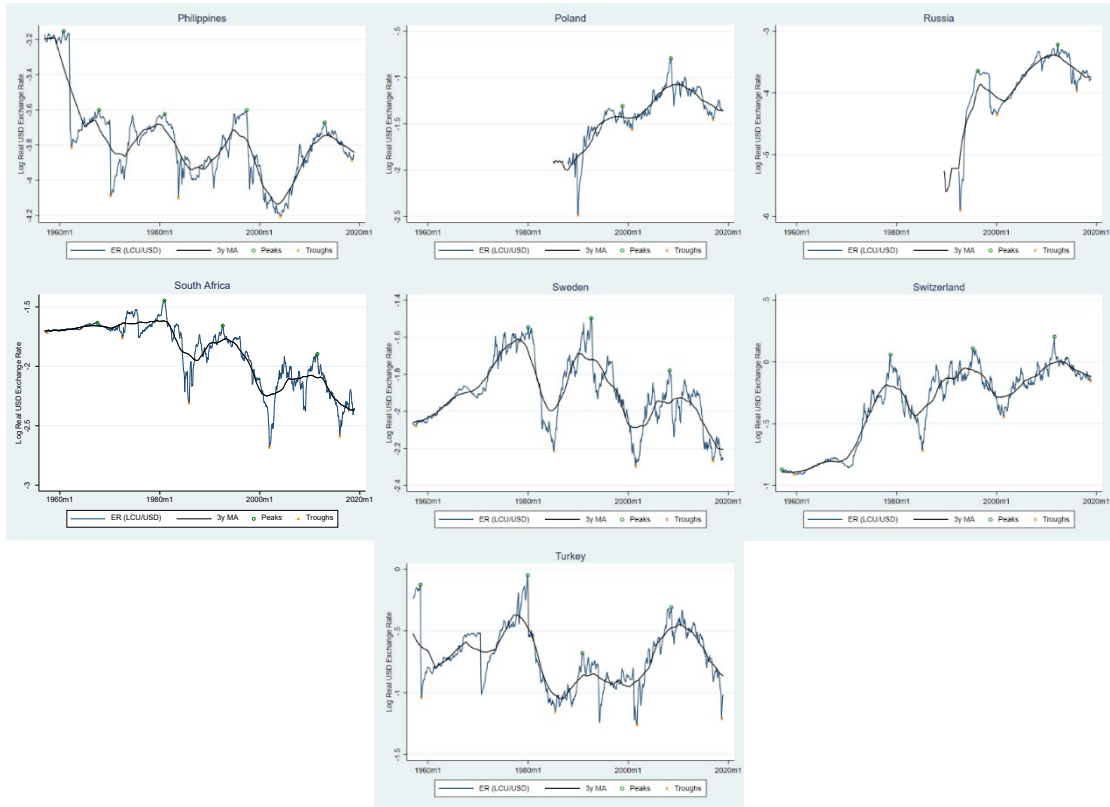 Philippines
Log Real USD Exchange Rate
-3.2
-3.4
-3.6
-3.8
-4
-4.2
1960m1 1980m1 2000m1 2020m1
ER (LCU/USD) 3y MA Peaks Troughs
Poland
Log Real USD Exchange Rate
-.5
-1
-1.5
-2
-2.5
1960m1 1980m1 2000m1 2020m1
ER (LCU/USD) 3y MA Peaks Troughs
Russia
Log Real USD Exchange Rate
-3
-4
-5
-6
1960m1 1980m1 2000m1 2020m1
ER (LCU/USD) 3y MA Peaks Troughs
South Africa
Log Real USD Exchange Rate
-1.5
-2
-2.5
-3
1960m1 1980m1 2000m1 2020m1
ER (LCU/USD) 3y MA Peaks Troughs
Sweden
Log Real USD Exchange Rate
-1.4
-1.6
-1.8
-2
-2.2
-2.4
1960m1 1980m1 2000m1 2020m1
ER (LCU/USD) 3y MA Peaks Troughs
Switzerland
Log Real USD Exchange Rate
.5
0
-.5
-1
1960m1 1980m1 2000m1 2020m1
ER (LCU/USD) 3y MA Peaks Troughs
Turkey
Log Real USD Exchange Rate
0
-.5
-1
-1.5
1960m1 1980m1 2000m1 2020m1
ER (LCU/USD) 3y MA Peaks Troughs